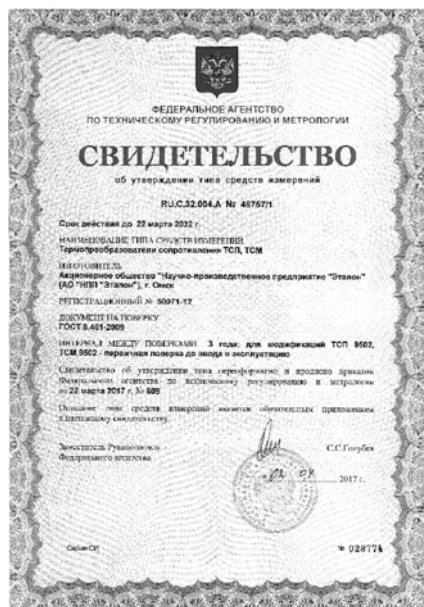 ФЕДЕРАЛЬНОЕ АГЕНТСТВО
ПО ТЕХНИЧЕСКОМУ РЕГУЛИРОВАНИЮ И МЕТРОЛОГИИ
СВИДЕТЕЛЬСТВО
об утверждении типа средств измерений
RU.C.32.004.A № 46757/1
Срок действия до 22 марта 2022 г.
НАИМЕНОВАНИЕ ТИПА СРЕДСТВ ИЗМЕРЕНИЙ
Термопреобразователи сопротивления ТСП, ТСМ
ИЗГОТОВИТЕЛЬ
Акционерное общество "Научно-производственное предприятие "Эталон"
(АО "НПП "Эталон"), г. Омск
РЕГИСТРАЦИОННЫЙ № 50071-12
ДОКУМЕНТ НА ПОВЕРКУ
ГОСТ 8.461-2009
ИНТЕРВАЛ МЕЖДУ ПОВЕРКАМИ 3 года; для модификаций ТСП 9502,
ТСМ 9502 - первичная поверка до ввода в эксплуатацию
Свидетельство об утверждении типа переоформлено и продлено приказом
Федерального агентства по техническому регулированию и метрологии
от 22 марта 2017 г. № 609
Описание типа средств измерений является обязательным приложением
к настоящему свидетельству.
Заместитель Руководителя
Федерального агентства
С.С.Голубев
03 04 2017 г.
Серия СИ
№ 028774